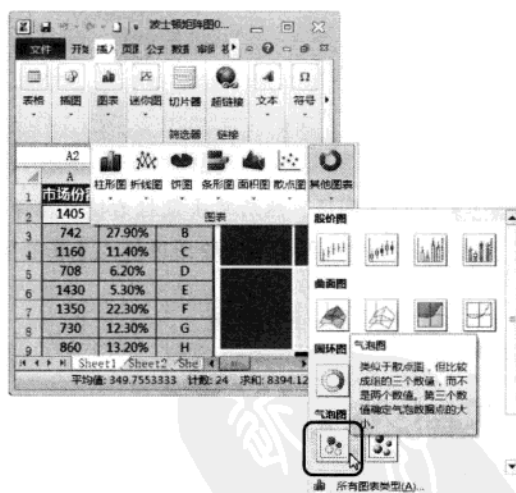 波士顿矩阵图0...
文件 开始 插入 页面 公式 数据 审阅
表格 插图 图表 迷你图 切片器 超链接 文本 符号
筛选器 链接
A2
柱形图 折线图 饼图 条形图 面积图 散点图 其他图表
图表
A
1 市场份
2 1405
3 742 27.90% B
4 1160 11.40% C
5 708 6.20% D
6 1430 5.30% E
7 1350 22.30% F
8 730 12.30% G
9 860 13.20% H
Sheet1 Sheet2 She
平均值: 349.7553333 计数: 24 求和: 8394.12
股价图
曲面图
圆环图
气泡图
气泡图
类似于散点图，但比较
成组的三个数值，而不
是两个数值。第三个数
值确定气泡数据点的大
小。
所有图表类型(A)...